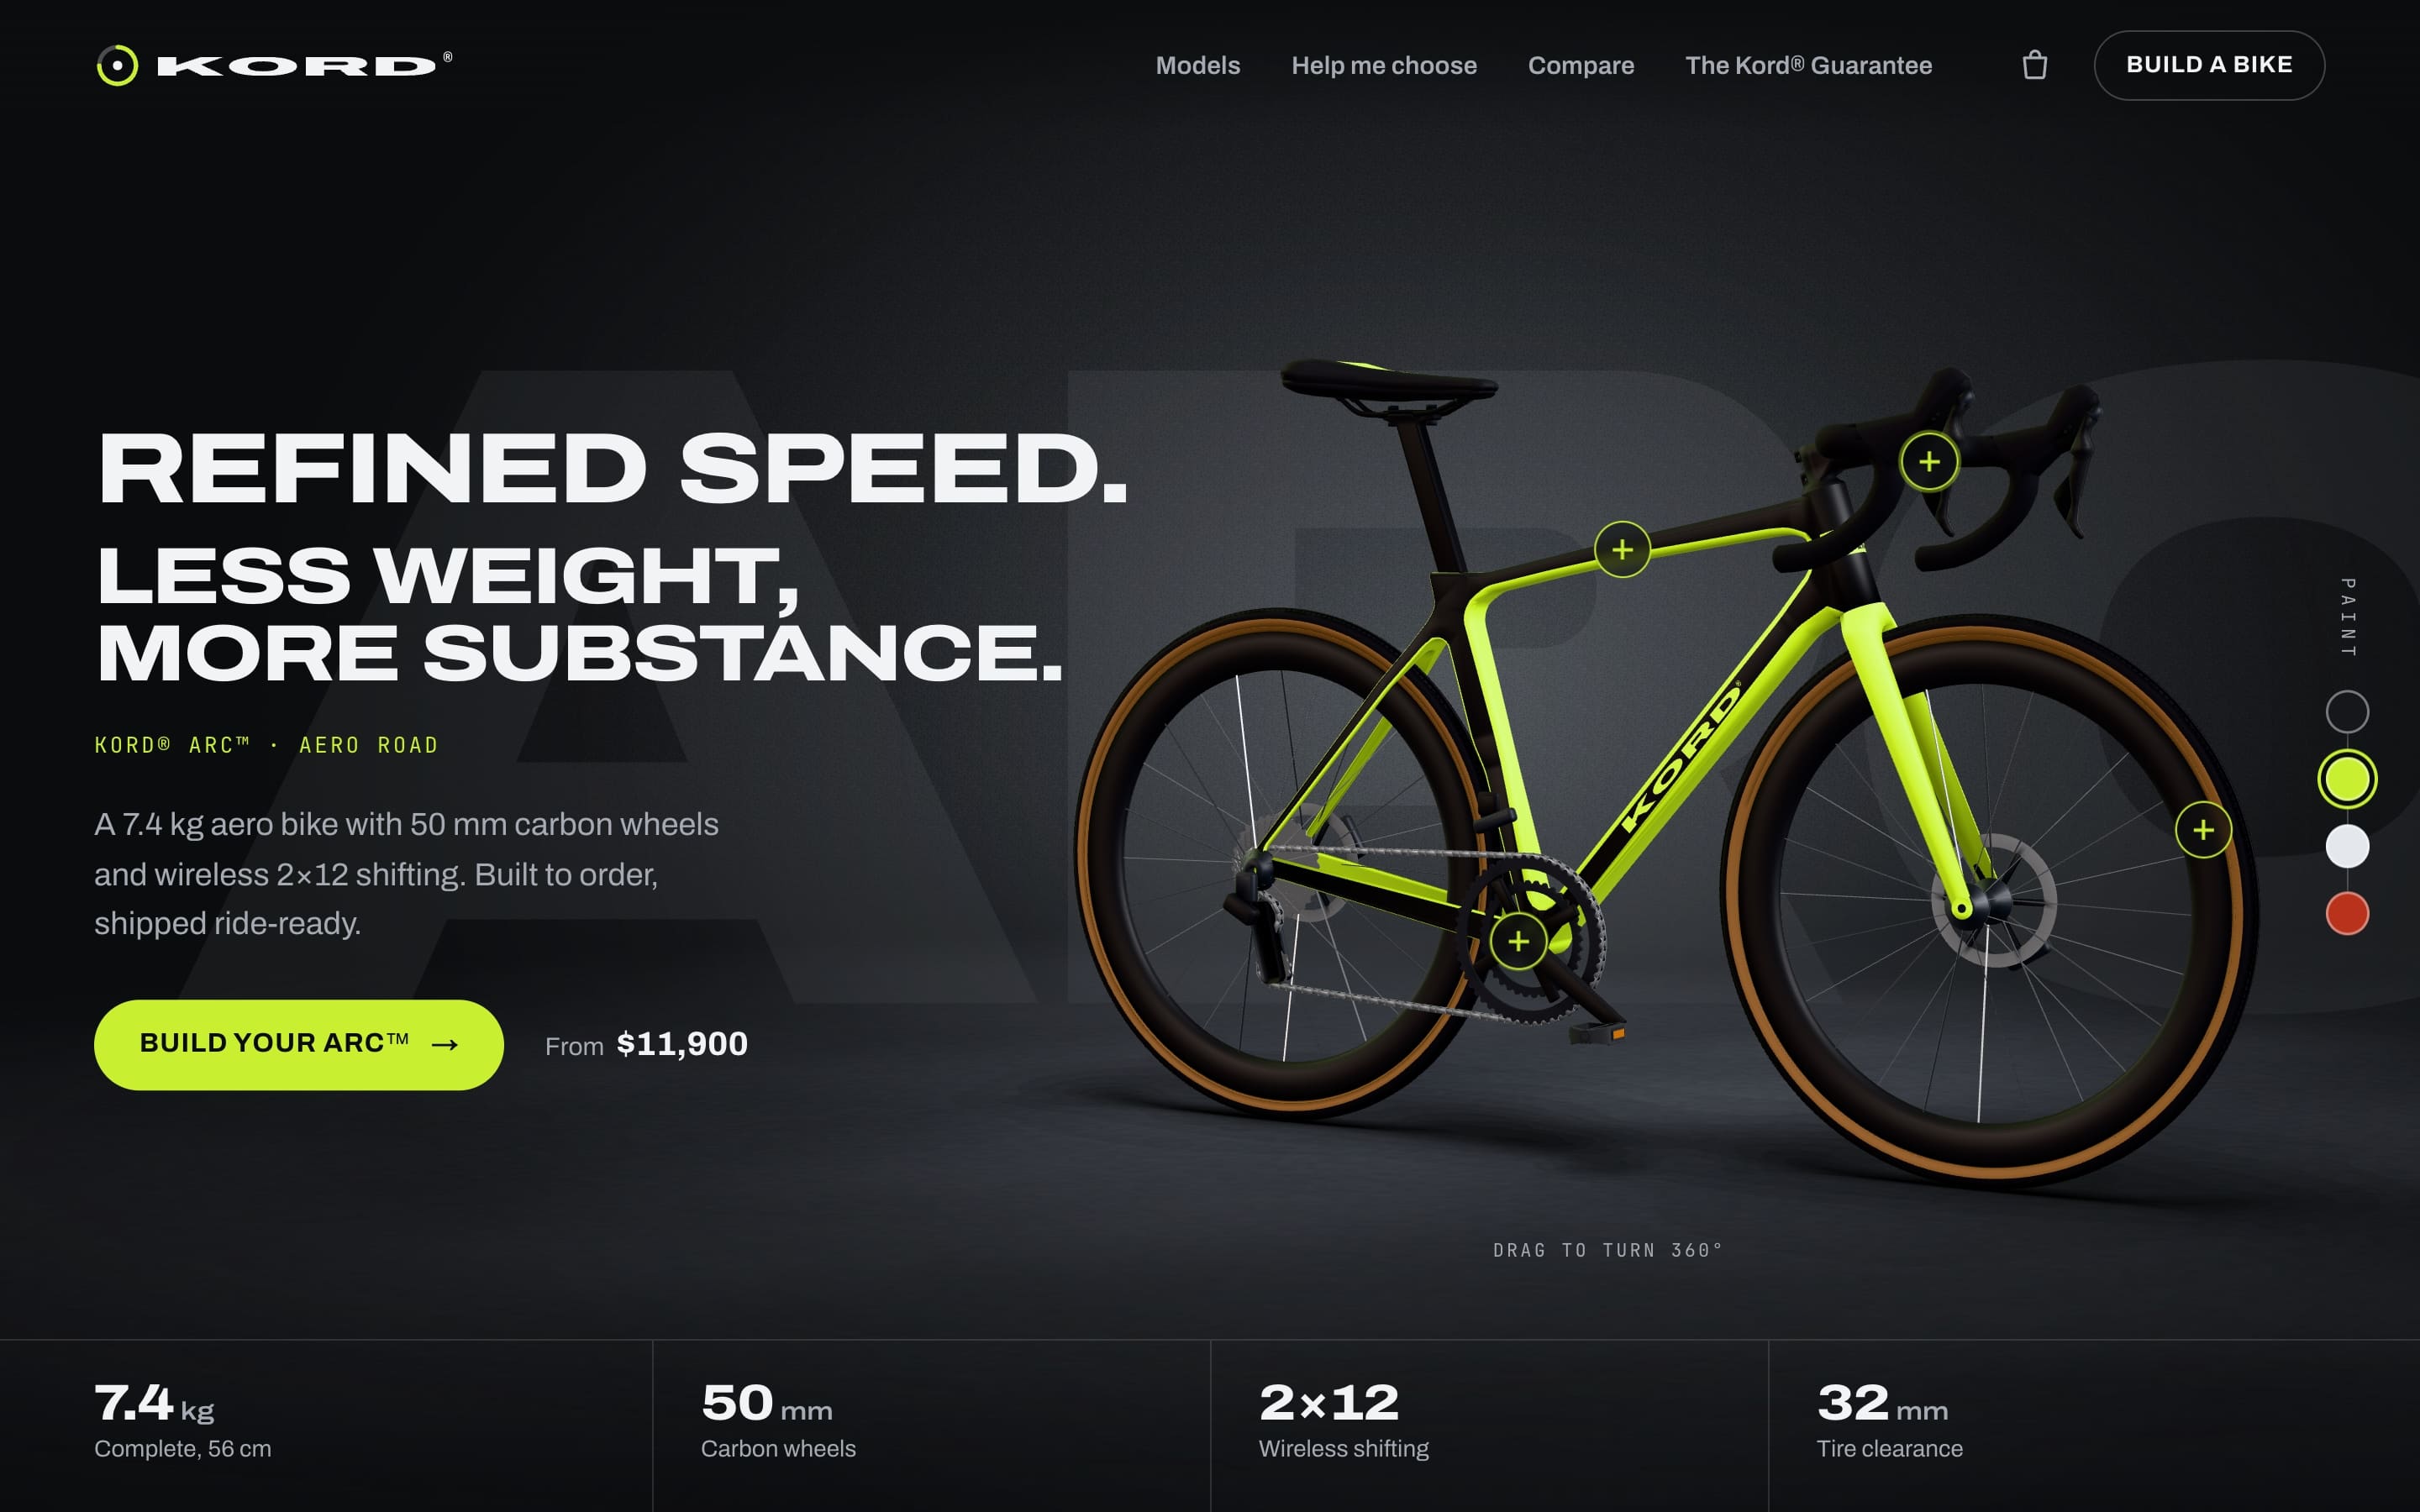 KORD®
Models
Help me choose
Compare
The Kord® Guarantee
BUILD A BIKE
ARC
REFINED SPEED.
LESS WEIGHT,
MORE SUBSTANCE.
KORD® ARC™ · AERO ROAD
A 7.4 kg aero bike with 50 mm carbon wheels
and wireless 2×12 shifting. Built to order,
shipped ride-ready.
BUILD YOUR ARC™ →
From $11,900
KORD®
PAINT
DRAG TO TURN 360°
7.4 kg
Complete, 56 cm
50 mm
Carbon wheels
2×12
Wireless shifting
32 mm
Tire clearance